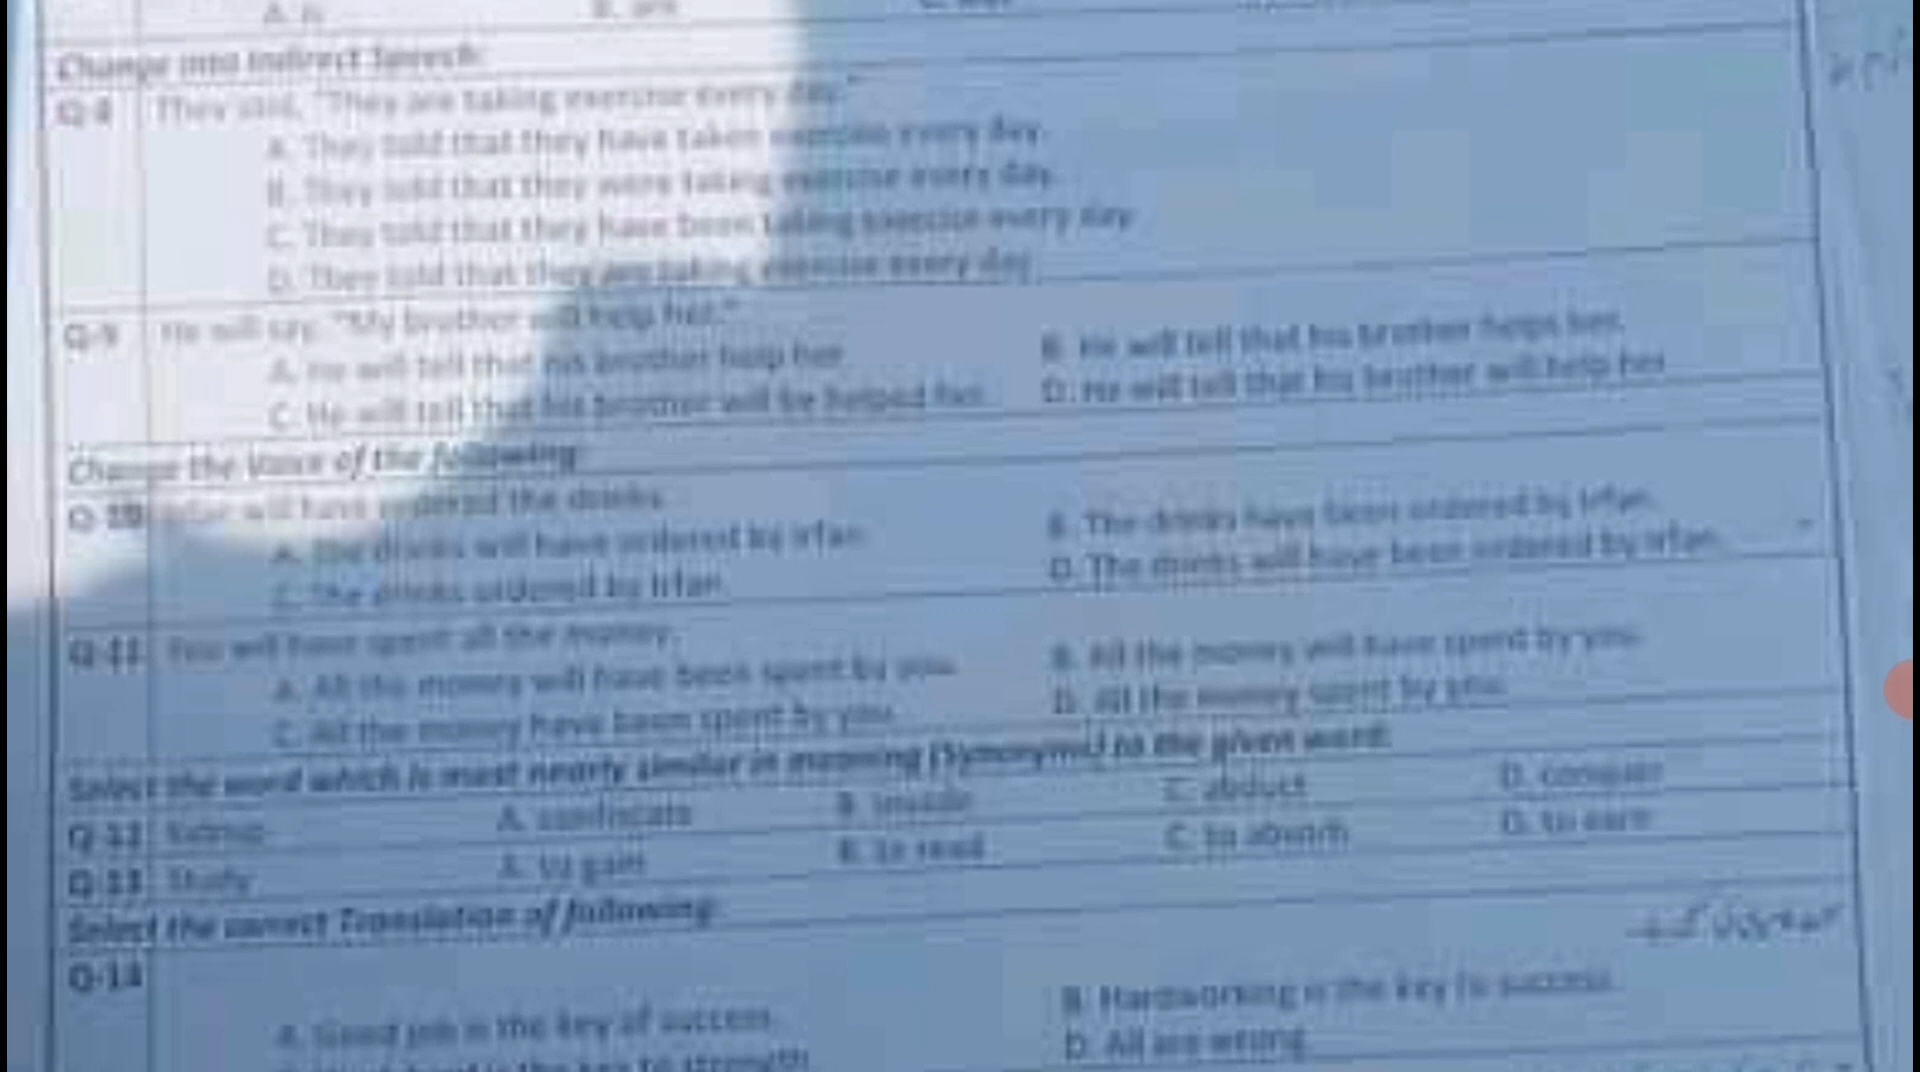 Change into Indirect Speech:
Q-8 They said, "They are taking exercise every day."
A. They told that they have taken exercise every day.
B. They told that they were taking exercise every day.
C. They told that they have been taking exercise every day
D. They told that they are taking exercise every day
Q-9 He will say, "My brother will help her."
A. He will tell that his brother help her
B. He will tell that his brother helps her.
C. He will tell that his brother will be helped her
D. He will tell that his brother will help her
Change the Voice of the following:
Q-10 Irfan will have ordered the drinks.
A. The drinks will have ordered by Irfan
B. The drinks have been ordered by Irfan.
C. The drinks ordered by Irfan
D. The drinks will have been ordered by Irfan.
Q-11 You will have spent all the money.
A. All the money will have been spent by you.
B. All the money will have spend by you.
C. All the money have been spent by you.
D. All the money spent by you.
Select the word which is most nearly similar in meaning (Synonyms) to the given word:
Q-12 A. confiscate B. C. abduct D. conquer
Q-13 Study A. to gain B. to read C. to absorb D. to earn
Select the correct Translation of following:
Q-14
A. Good job is the key of success.
B. Hardworking is the key to success.
D. All are wrong
is the key to strength